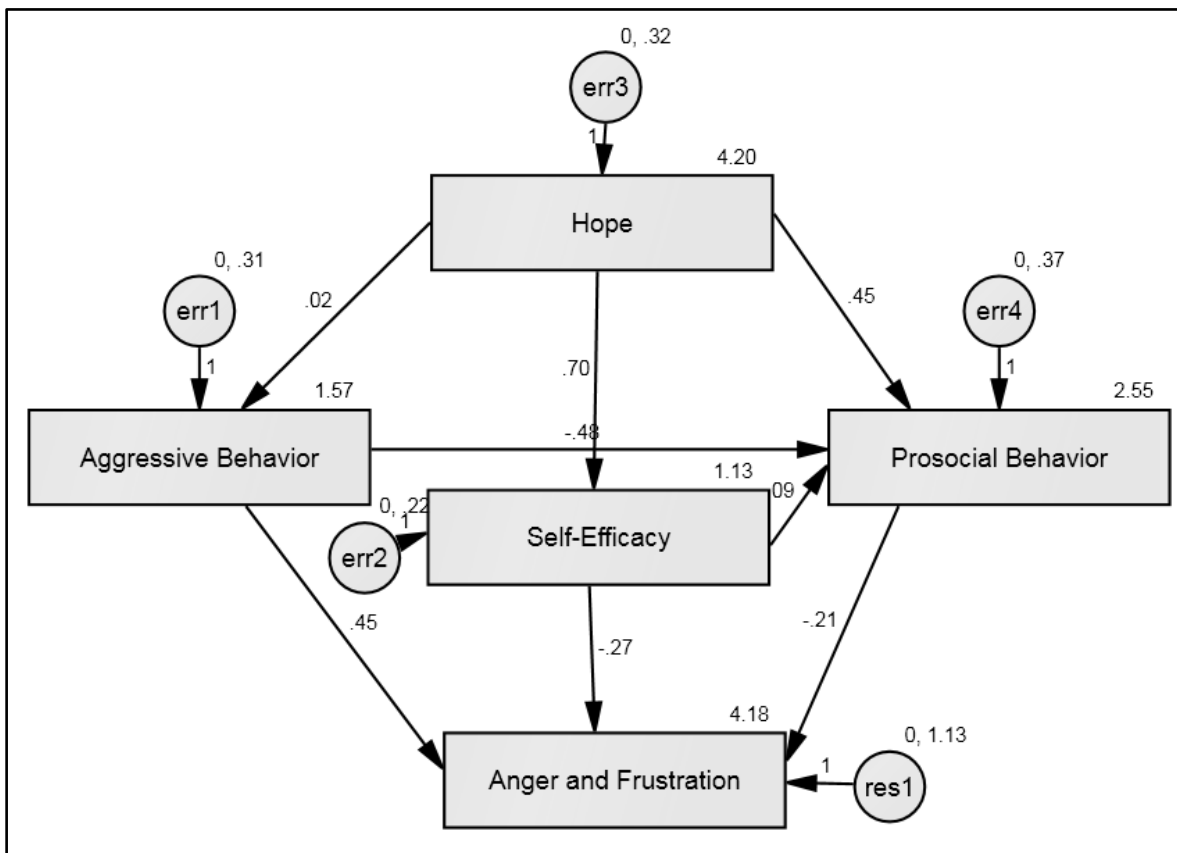 0, .32
err3
1
4.20
Hope
0, .31
0, .37
err1
.02
.45
err4
1
.70
1
1.57
2.55
Aggressive Behavior
-.48
Prosocial Behavior
1.13
09
0, .22
1
Self-Efficacy
err2
.45
-.27
-.21
4.18
0, 1.13
1
Anger and Frustration
res1